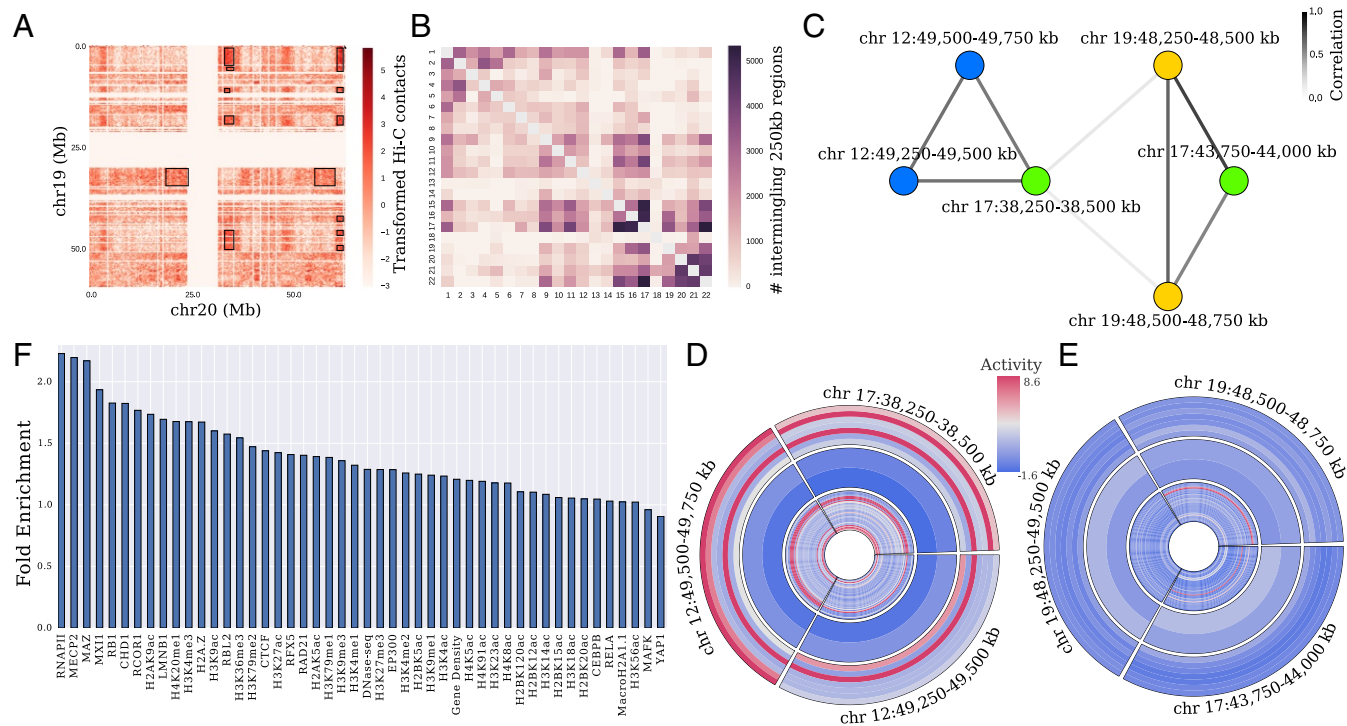 A
0.0
25.0
50.0
chr19 (Mb)
0.0
25.0
50.0
chr20 (Mb)
5
4
3
2
1
0
−1
−2
−3
Transformed Hi-C contacts
B
1
2
3
4
5
6
7
8
9
10
11
12
13
14
15
16
17
18
19
20
21
22
1 2 3 4 5 6 7 8 9 10 11 12 13 14 15 16 17 18 19 20 21 22
5000
4000
3000
2000
1000
0
# intermingling 250kb regions
C
1,0
0,0
Correlation
chr 12:49,500-49,750 kb
chr 19:48,250-48,500 kb
chr 12:49,250-49,500 kb
chr 17:43,750-44,000 kb
chr 17:38,250-38,500 kb
chr 19:48,500-48,750 kb
F
2.0
1.5
1.0
0.5
0.0
Fold Enrichment
RNAPII
MECP2
MAZ
MXI1
RB1
CHD1
RCOR1
H2AK9ac
LMNB1
H4K20me1
H3K4me3
H2A.Z
H3K9ac
RBL2
H3K36me3
H3K79me2
CTCF
H3K27ac
RFX5
RAD21
H2AK5ac
H3K79me1
H3K9me3
H3K4me1
DNase-seq
H3K27me3
EP300
H3K4me2
H2BK5ac
H3K9me1
H3K4ac
Gene Density
H4K5ac
H4K91ac
H3K23ac
H4K8ac
H2BK120ac
H2BK12ac
H3K14ac
H2BK15ac
H3K18ac
H2BK20ac
CEBPB
RELA
MacroH2A1.1
H3K56ac
MAFK
YAP1
D
Activity
8.6
-1.6
chr 17:38,250-38,500 kb
chr 12:49,500-49,750 kb
chr 12:49,250-49,500 kb
E
chr 19:48,500-48,750 kb
chr 19:48,250-49,500 kb
chr 17:43,750-44,000 kb